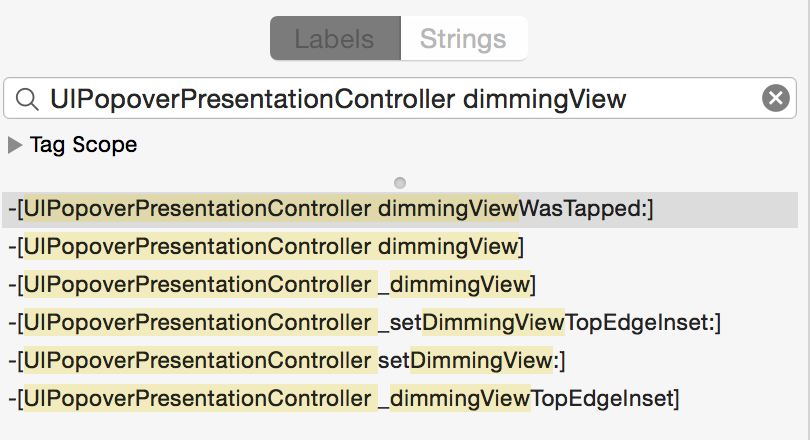 Labels Strings
UIPopoverPresentationController dimmingView
Tag Scope
-[UIPopoverPresentationController dimmingViewWasTapped:]
-[UIPopoverPresentationController dimmingView]
-[UIPopoverPresentationController _dimmingView]
-[UIPopoverPresentationController _setDimmingViewTopEdgeInset:]
-[UIPopoverPresentationController setDimmingView:]
-[UIPopoverPresentationController _dimmingViewTopEdgeInset]